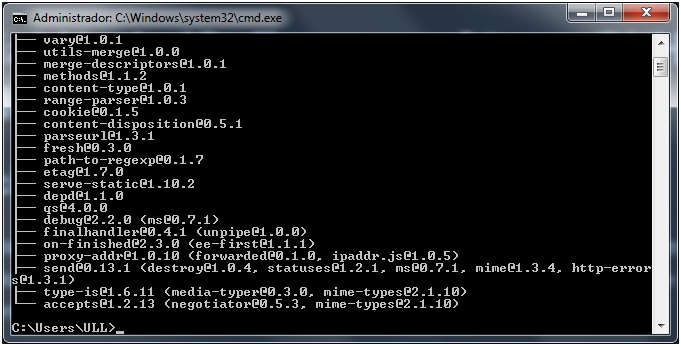 Administrador: C:\Windows\system32\cmd.exe
├── vary@1.0.1
├── utils-merge@1.0.0
├── merge-descriptors@1.0.1
├── methods@1.1.2
├── content-type@1.0.1
├── range-parser@1.0.3
├── cookie@0.1.5
├── content-disposition@0.5.1
├── parseurl@1.3.1
├── fresh@0.3.0
├── path-to-regexp@0.1.7
├── etag@1.7.0
├── serve-static@1.10.2
├── depd@1.1.0
├── qs@4.0.0
├── debug@2.2.0 (ms@0.7.1)
├── finalhandler@0.4.1 (unpipe@1.0.0)
├── on-finished@2.3.0 (ee-first@1.1.1)
├── proxy-addr@1.0.10 (forwarded@0.1.0, ipaddr.js@1.0.5)
├── send@0.13.1 (destroy@1.0.4, statuses@1.2.1, ms@0.7.1, mime@1.3.4, http-error
s@1.3.1)
├── type-is@1.6.11 (media-typer@0.3.0, mime-types@2.1.10)
└── accepts@1.2.13 (negotiator@0.5.3, mime-types@2.1.10)
C:\Users\ULL>_